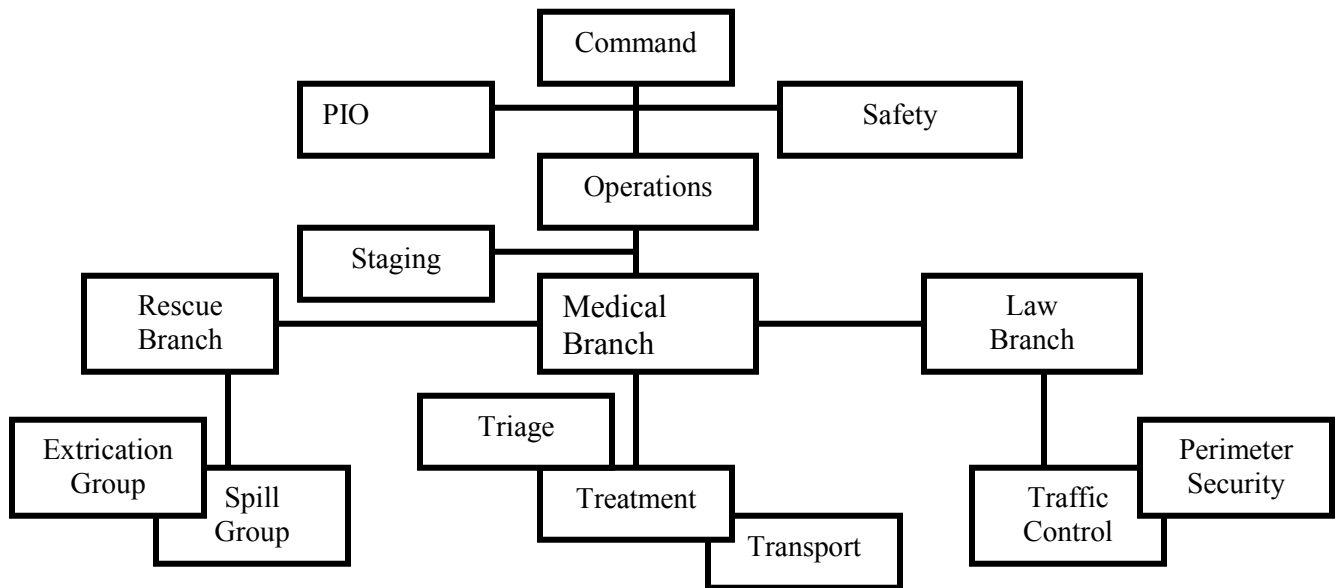 Command
PIO
Safety
Operations
Staging
Rescue
Branch
Medical
Branch
Law
Branch
Extrication
Group
Spill
Group
Triage
Treatment
Transport
Traffic
Control
Perimeter
Security